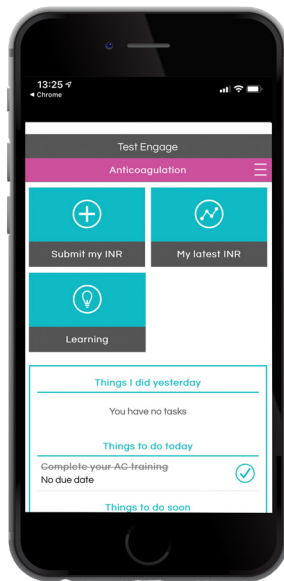 13:25
◀ Chrome
Test Engage
Anticoagulation
Submit my INR
My latest INR
Learning
Things I did yesterday
You have no tasks
Things to do today
Complete your AC training
No due date
Things to do soon